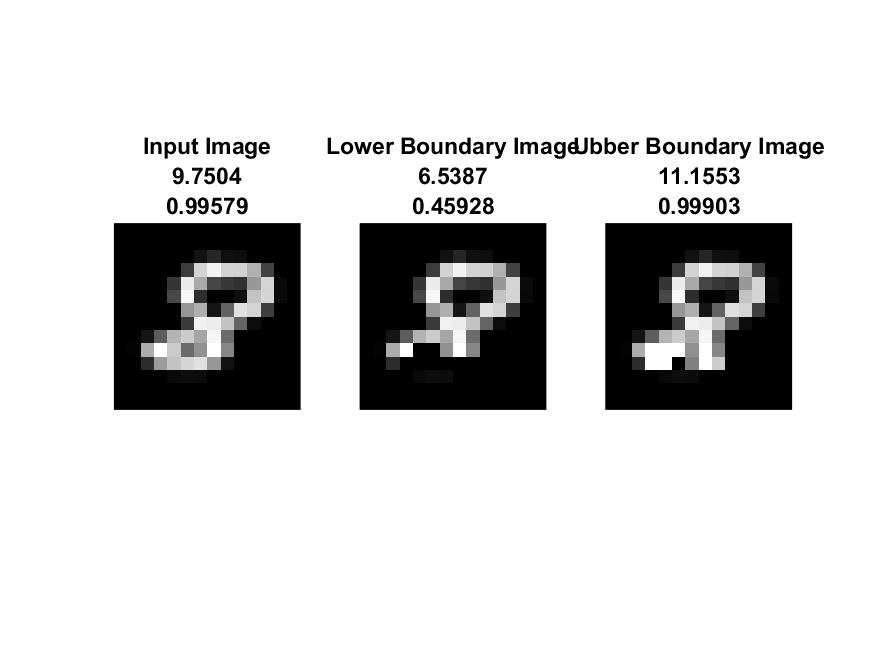 Input Image
9.7504
0.99579
Lower Boundary Image
6.5387
0.45928
Ubber Boundary Image
11.1553
0.99903